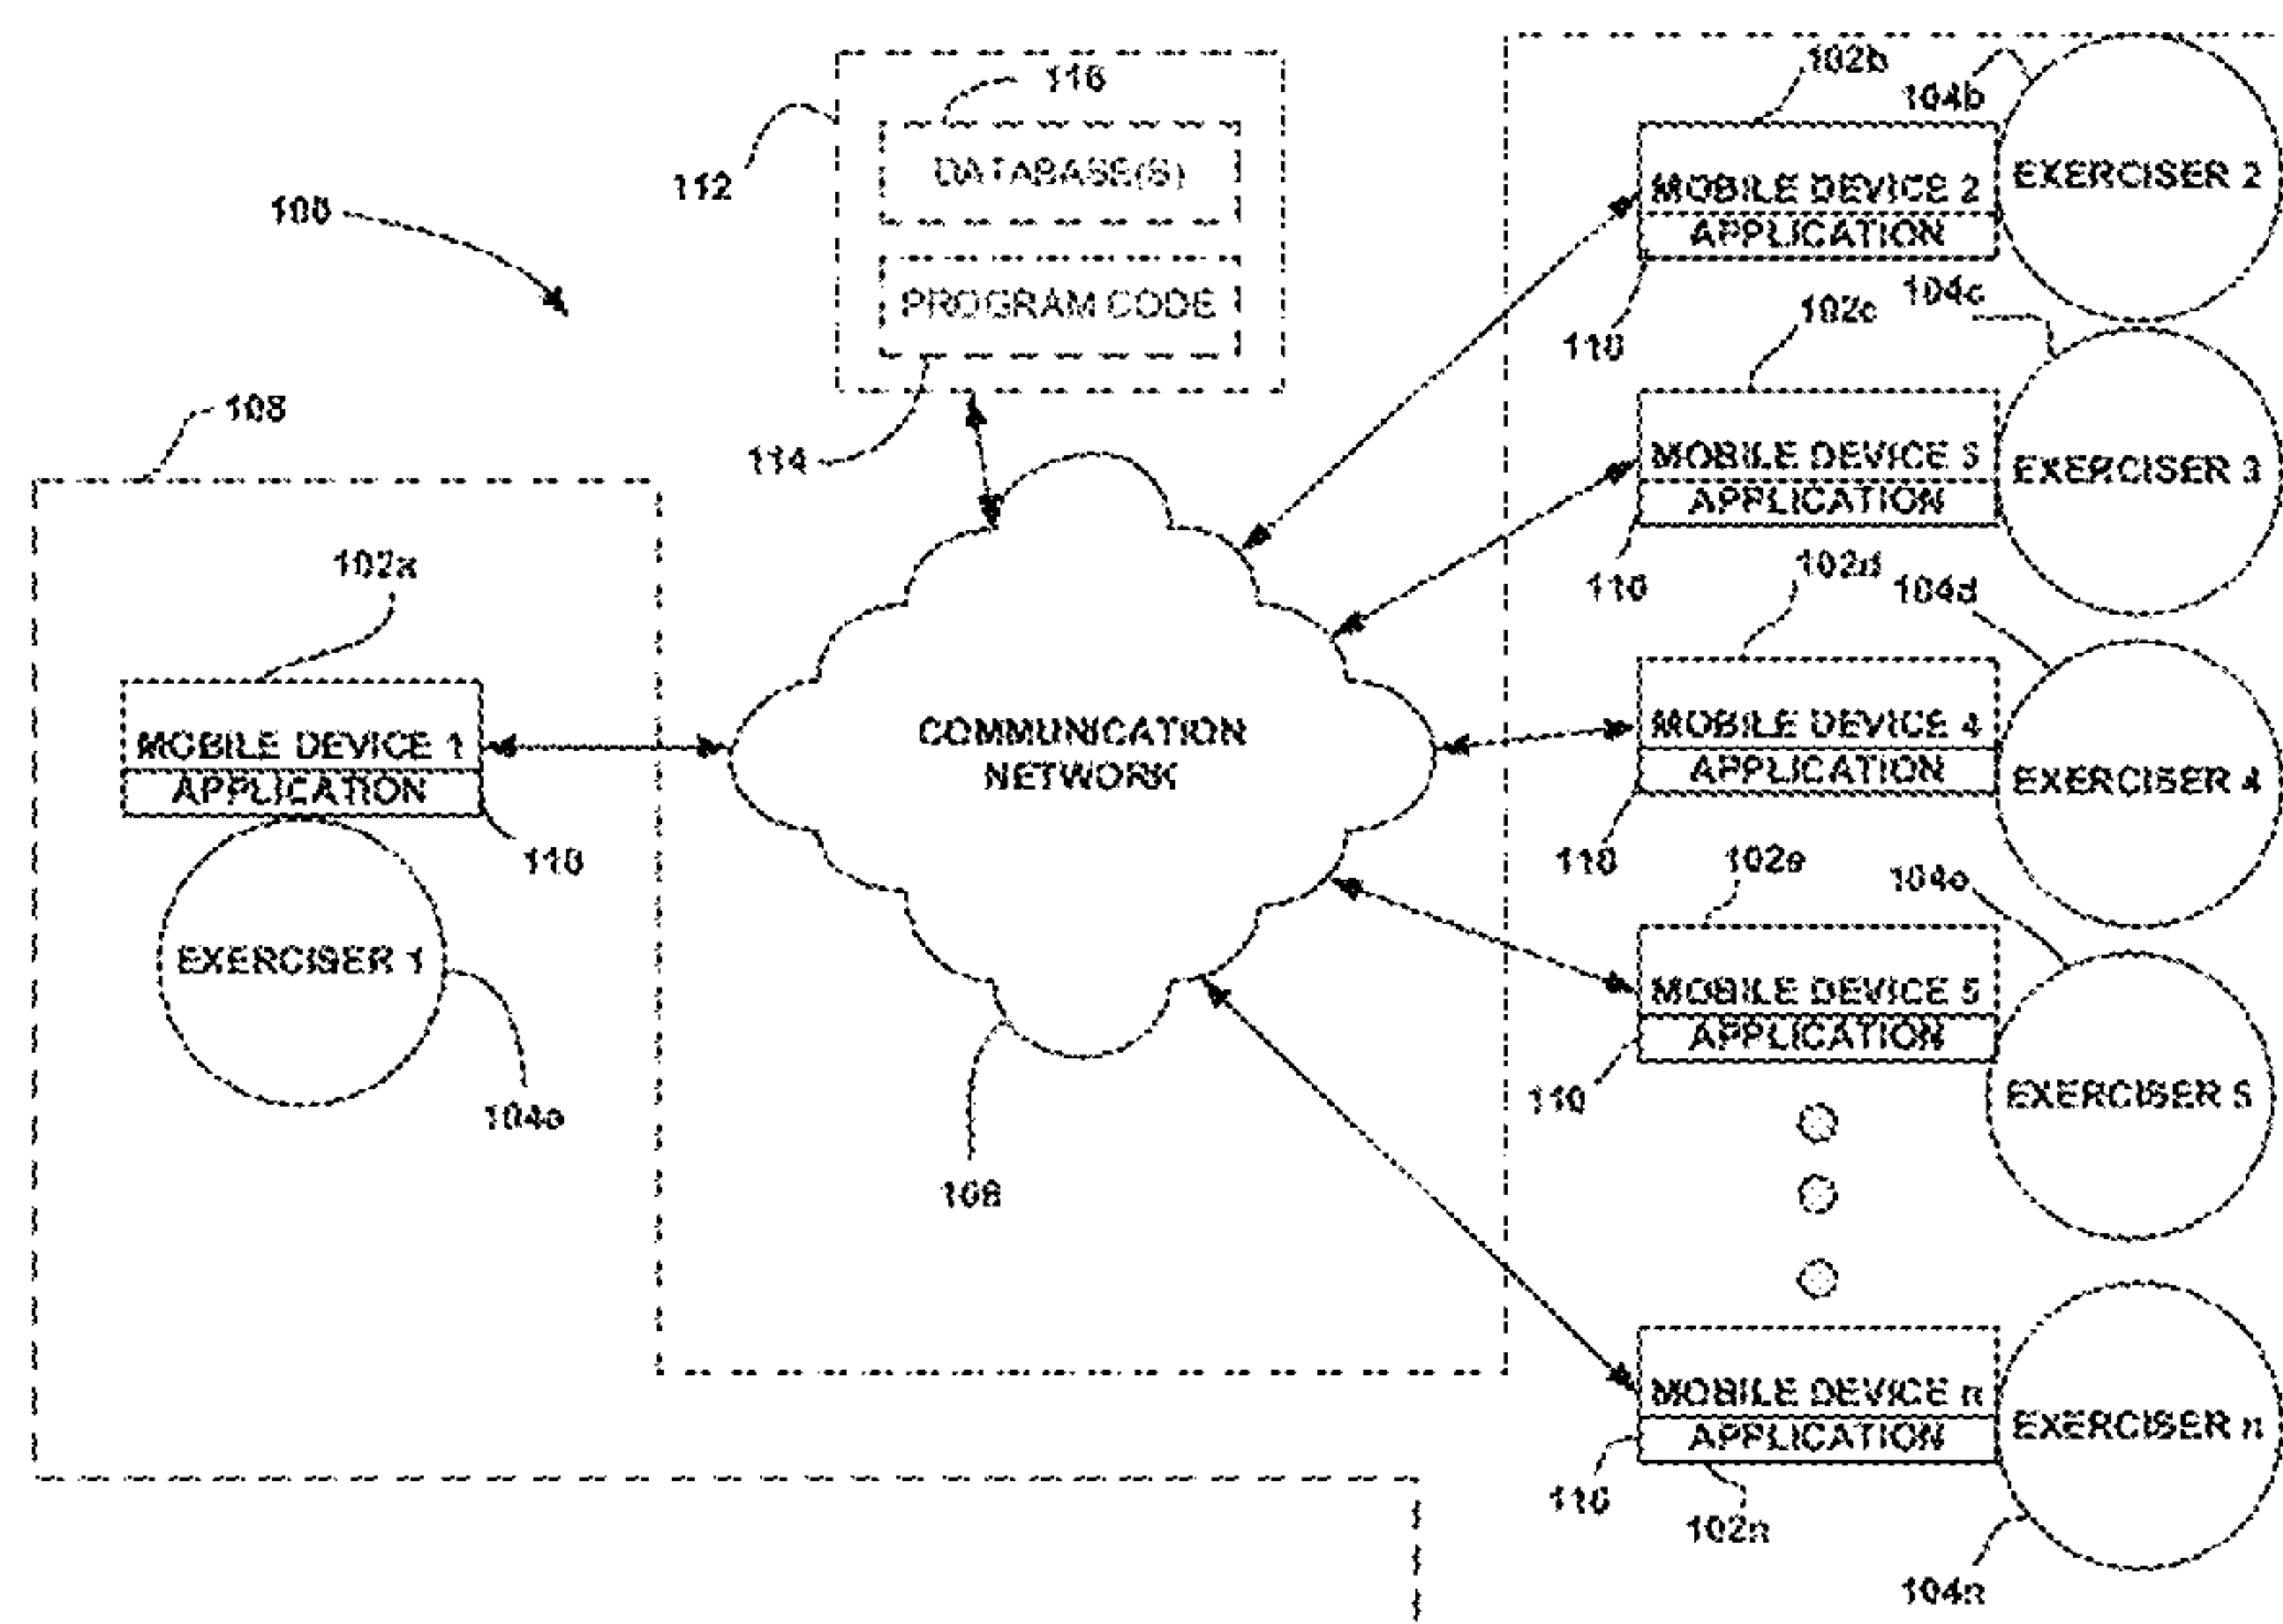 100
112
DATABASE(S)
PROGRAM CODE
114
108
102a
MOBILE DEVICE 1
APPLICATION
110
EXERCISER 1
COMMUNICATION
NETWORK
102b
104b
MOBILE DEVICE 2
APPLICATION
EXERCISER 2
110
102c
104c
MOBILE DEVICE 3
APPLICATION
EXERCISER 3
110
102d
104d
MOBILE DEVICE 4
APPLICATION
EXERCISER 4
110
102e
104e
MOBILE DEVICE 5
APPLICATION
EXERCISER 5
110
MOBILE DEVICE n
APPLICATION
EXERCISER n
110
102n
104n